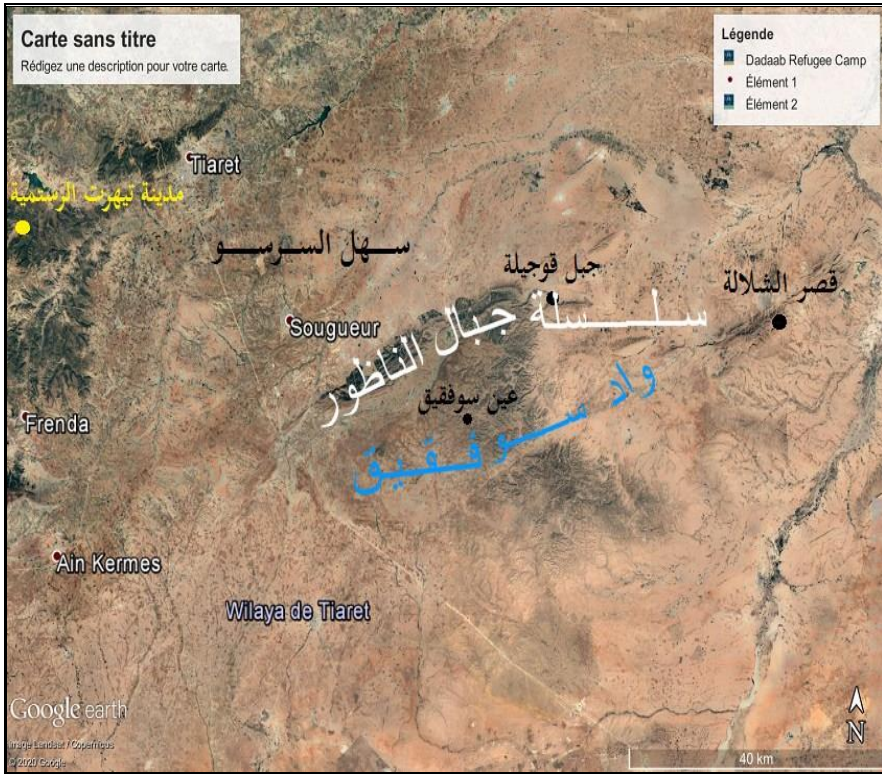 Carte sans titre
Rédigez une description pour votre carte.
Légende
Dadaab Refugee Camp
Élément 1
Élément 2
Tiaret
مدينة تيهرت الرستمية
سهل السرسو
جبل قوجيلة
قصر الشلالة
Sougueur
سلسلة جبال الناظور
واد سوفقيق
عين سوفقيق
Frenda
Ain Kermes
Wilaya de Tiaret
Google earth
Image Landsat / Copernicus
© 2020 Google
N
40 km